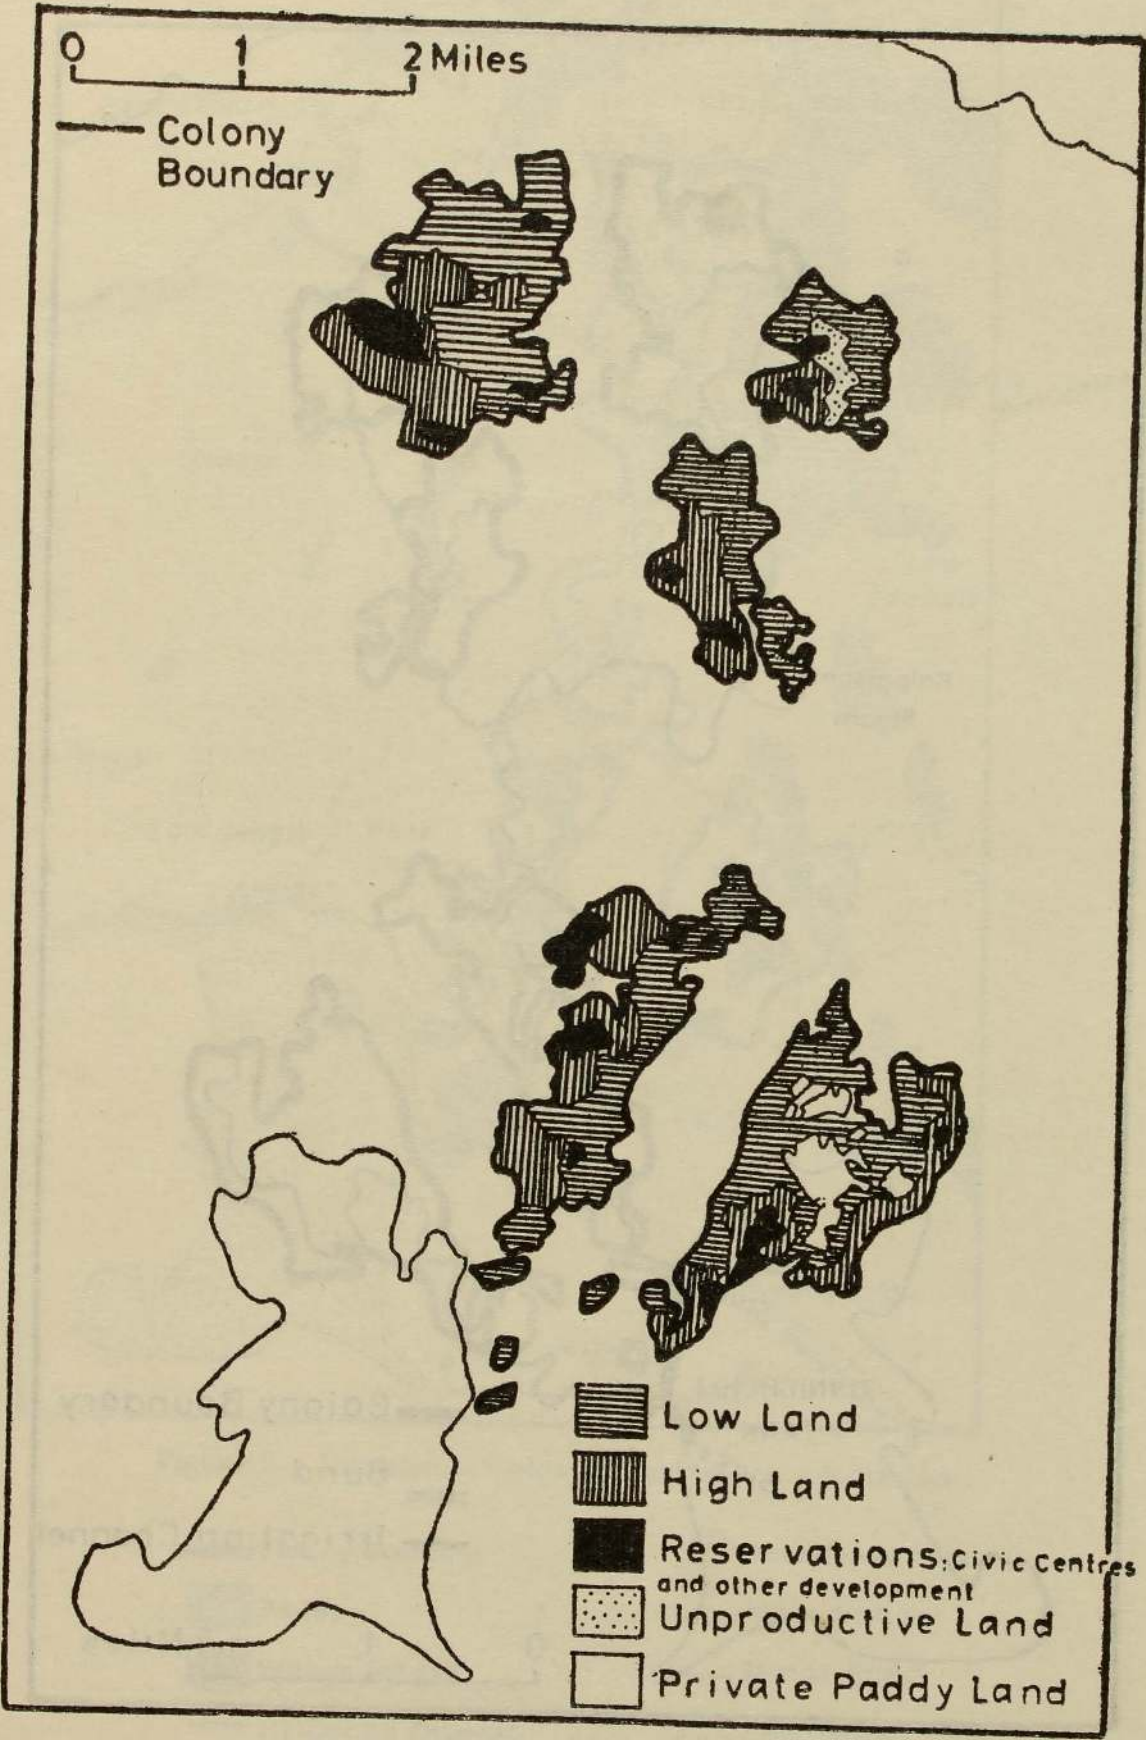 0 1 2 Miles
Colony
Boundary
Low Land
High Land
Reservations: Civic Centres
and other development
Unproductive Land
Private Paddy Land